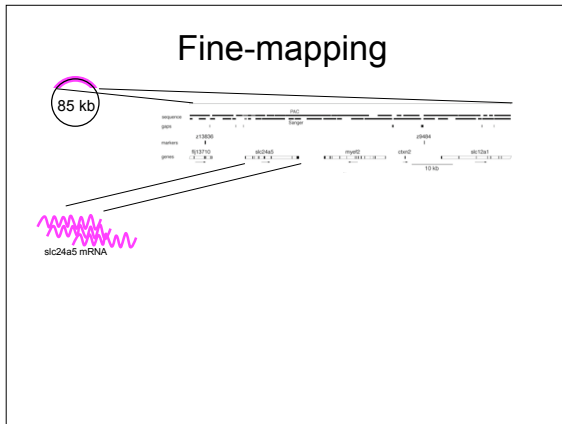 Fine-mapping
85 kb
PAC
sequence
Sanger
gaps
z13836 z9484
markers
flj13710 slc24a5 myef2 ctxn2 slc12a1
genes
10 kb
slc24a5 mRNA